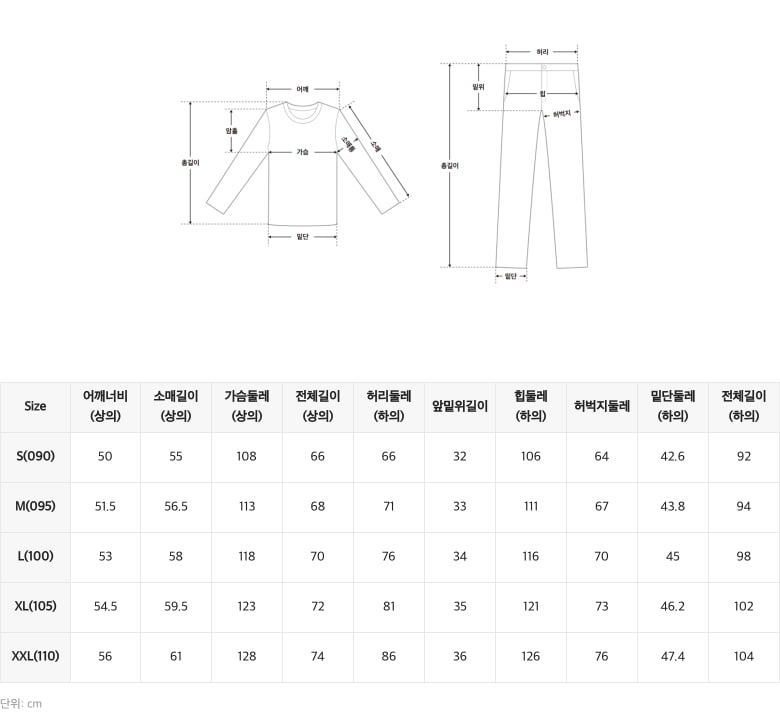 허리
밑위
힙
허벅지
총길이
밑단
어깨
암홀
소매통
소매
가슴
총길이
밑단
Size 어깨너비 (상의) 소매길이 (상의) 가슴둘레 (상의) 전체길이 (상의) 허리둘레 (하의) 앞밑위길이 힙둘레 (하의) 허벅지둘레 밑단둘레 (하의) 전체길이 (하의)
S(090) 50 55 108 66 66 32 106 64 42.6 92
M(095) 51.5 56.5 113 68 71 33 111 67 43.8 94
L(100) 53 58 118 70 76 34 116 70 45 98
XL(105) 54.5 59.5 123 72 81 35 121 73 46.2 102
XXL(110) 56 61 128 74 86 36 126 76 47.4 104
단위: cm